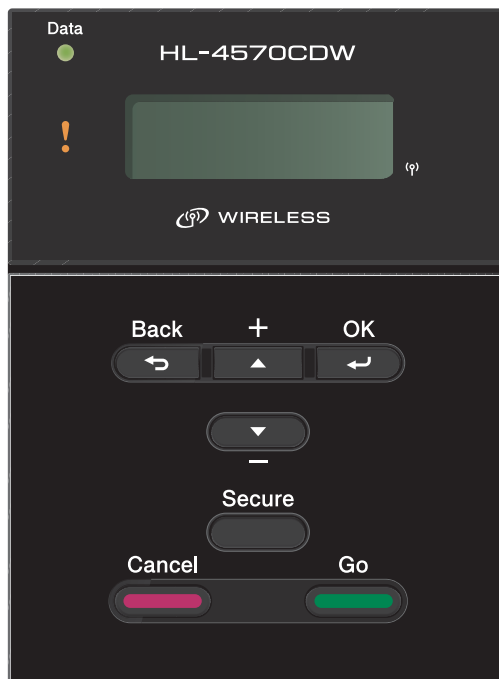 Data
HL-4570CDW
!
WIRELESS
Back + OK
−
Secure
Cancel Go